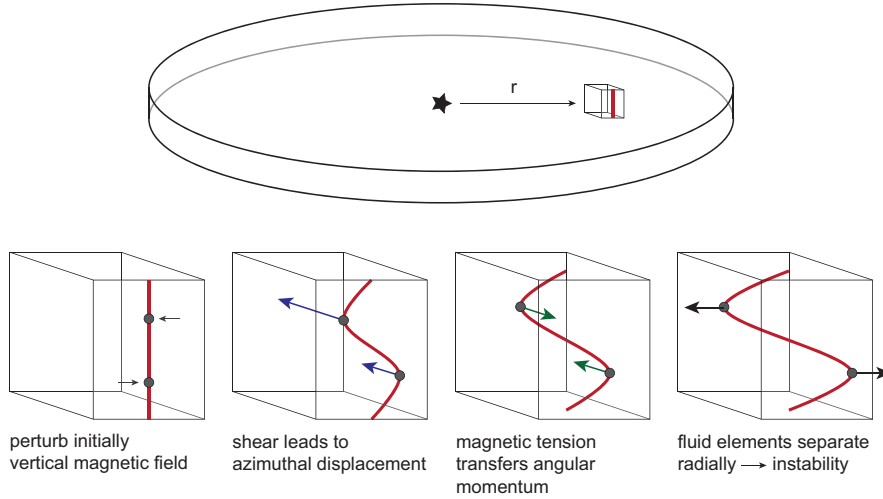 r
perturb initially
vertical magnetic field
shear leads to
azimuthal displacement
magnetic tension
transfers angular
momentum
fluid elements separate
radially → instability